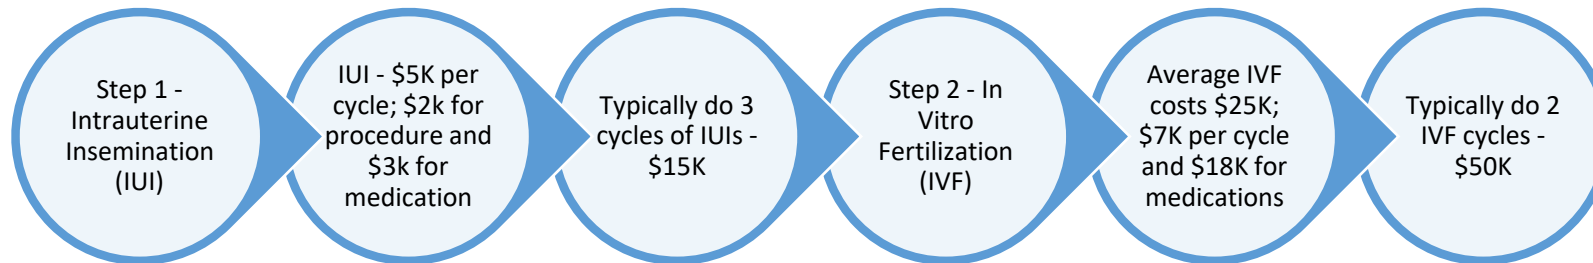 Step 1 -
Intrauterine
Insemination
(IUI)
IUI - $5K per
cycle; $2k for
procedure and
$3k for
medication
Typically do 3
cycles of IUIs -
$15K
Step 2 - In
Vitro
Fertilization
(IVF)
Average IVF
costs $25K;
$7K per cycle
and $18K for
medications
Typically do 2
IVF cycles -
$50K